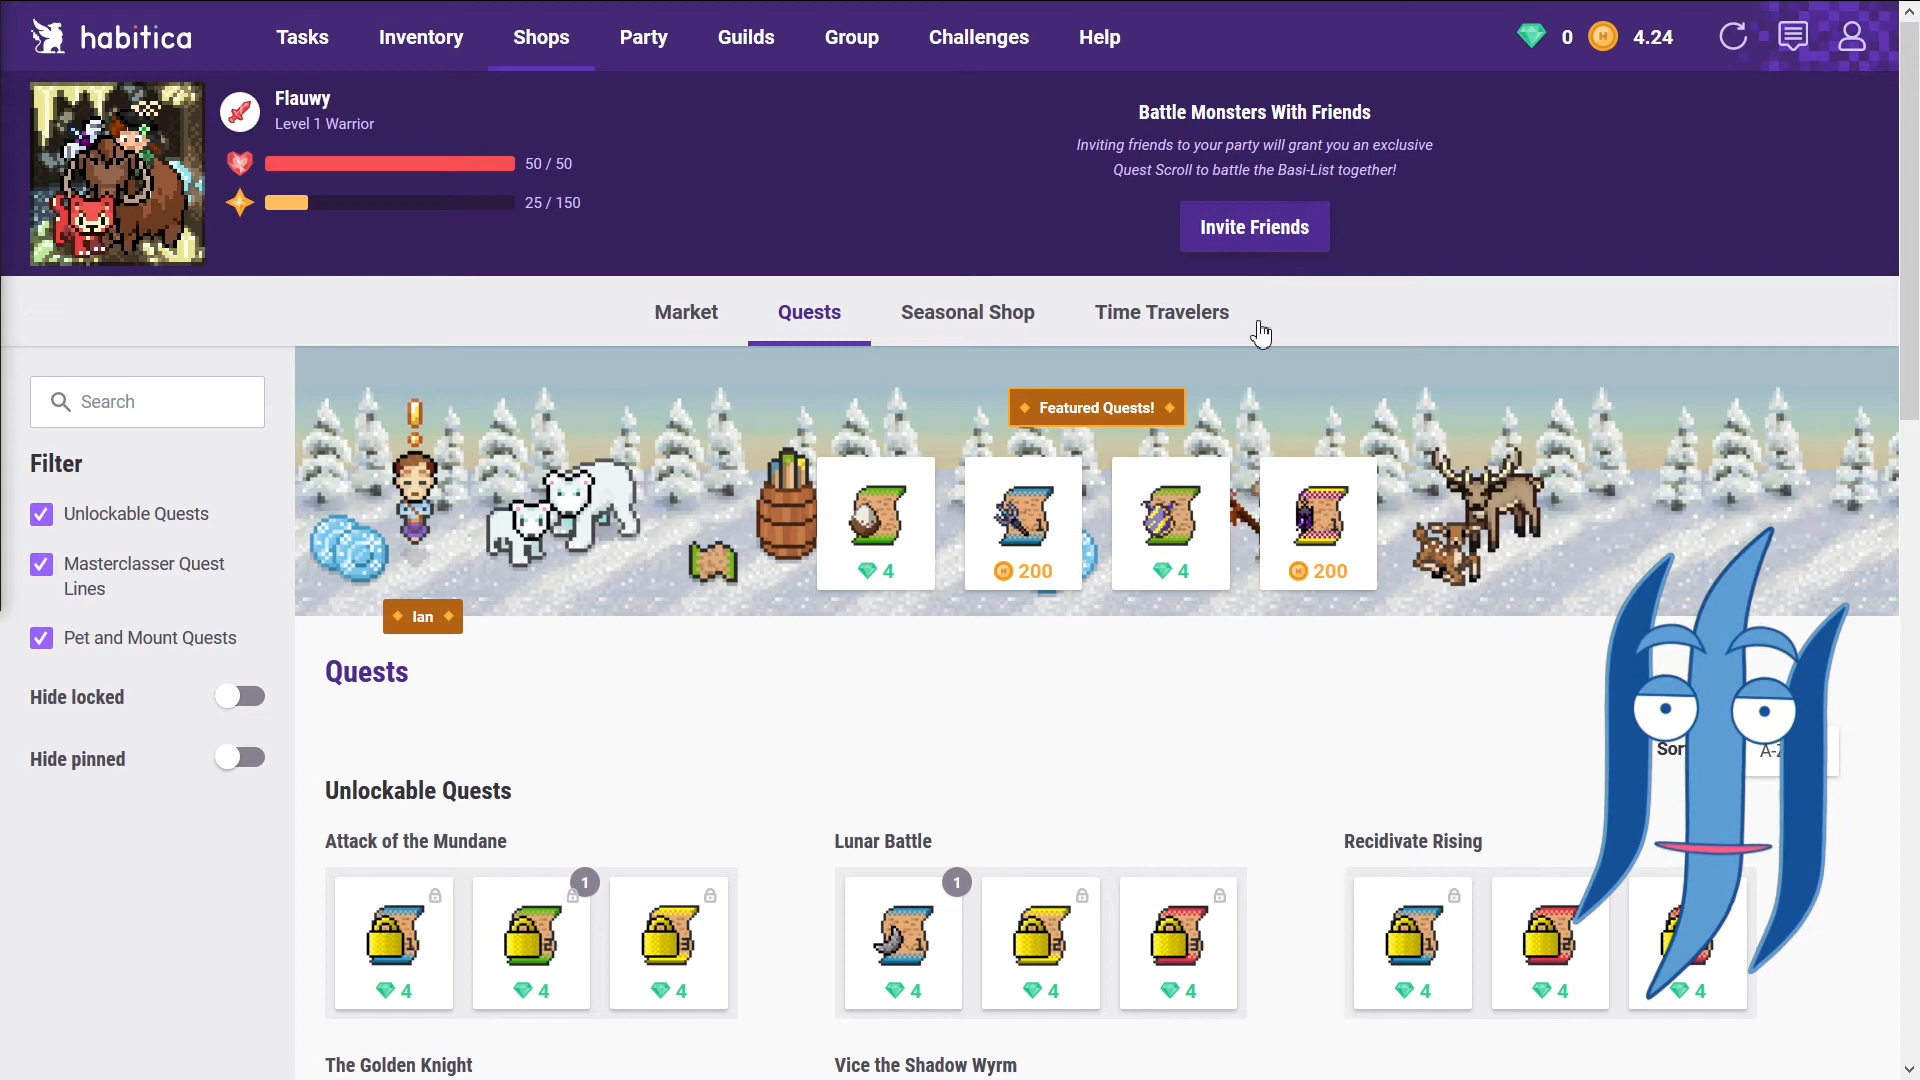 habitica
Tasks Inventory Shops Party Guilds Group Challenges Help
0 4.24
Flauwy
Level 1 Warrior
50 / 50
25 / 150
Battle Monsters With Friends
Inviting friends to your party will grant you an exclusive
Quest Scroll to battle the Basi-List together!
Invite Friends
Market Quests Seasonal Shop Time Travelers
Search
Filter
Unlockable Quests
Masterclasser Quest
Lines
Pet and Mount Quests
Hide locked
Hide pinned
Featured Quests!
4 200 4 200
Ian
Quests
Unlockable Quests
Attack of the Mundane
1
4 4 4
Lunar Battle
1
4 4 4
Recidivate Rising
4 4 4
The Golden Knight
Vice the Shadow Wyrm